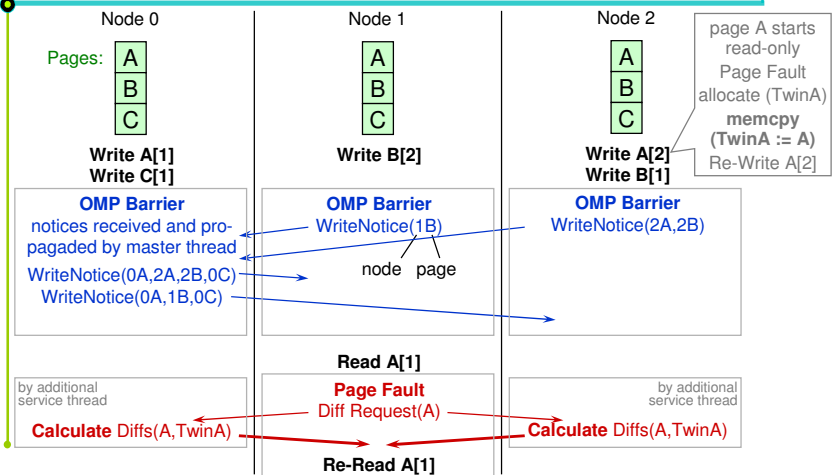 Node 0
Node 1
Node 2
Pages:
A
B
C
A
B
C
A
B
C
page A starts
read-only
Page Fault
allocate (TwinA)
memcpy
(TwinA := A)
Re-Write A[2]
Write A[1]
Write C[1]
Write B[2]
Write A[2]
Write B[1]
OMP Barrier
notices received and pro-
pagaded by master thread
WriteNotice(0A,2A,2B,0C)
WriteNotice(0A,1B,0C)
WriteNotice(1B)
node page
OMP Barrier
WriteNotice(2A,2B)
Read A[1]
Page Fault
Diff Request(A)
by additional
service thread
Calculate Diffs(A,TwinA)
by additional
service thread
Calculate Diffs(A,TwinA)
Re-Read A[1]